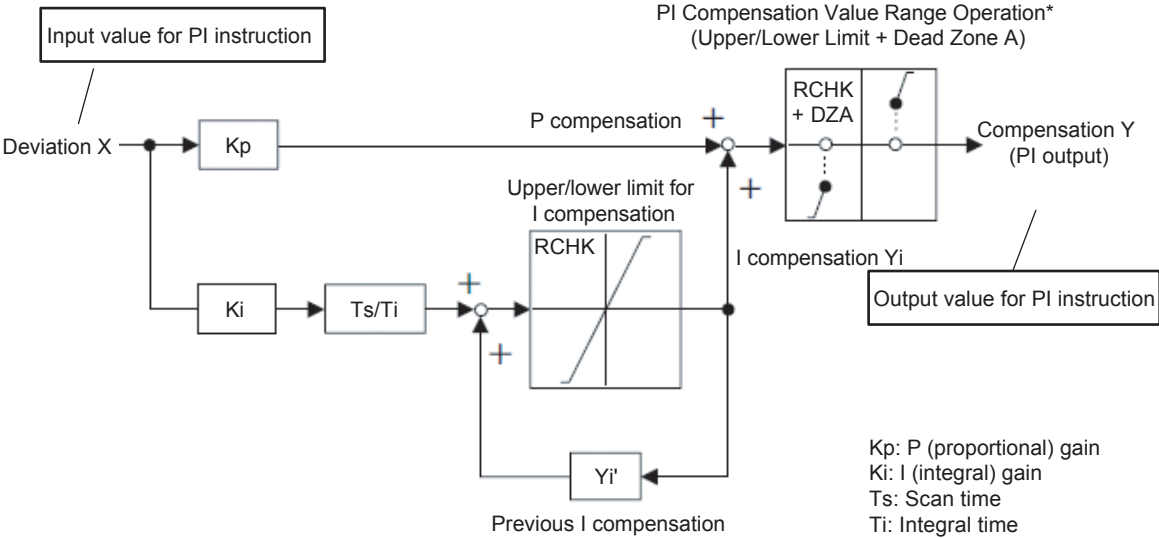 PI Compensation Value Range Operation*
(Upper/Lower Limit + Dead Zone A)
Input value for PI instruction
RCHK
+ DZA
P compensation
+
Deviation X
Kp
Compensation Y
(PI output)
+
Upper/lower limit for
I compensation
RCHK
I compensation Yi
Output value for PI instruction
Ki
Ts/Ti
+
+
Yi'
Previous I compensation
Kp: P (proportional) gain
Ki: I (integral) gain
Ts: Scan time
Ti: Integral time